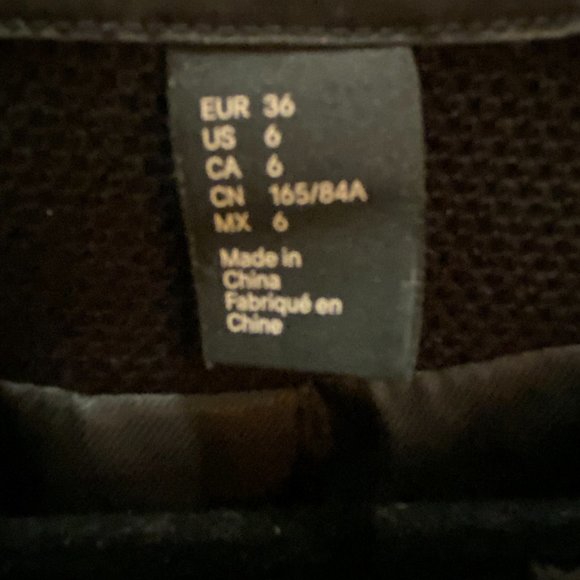 EUR 36
US 6
CA 6
CN 165/84A
MX 6
Made in
China
Fabriqué en
Chine